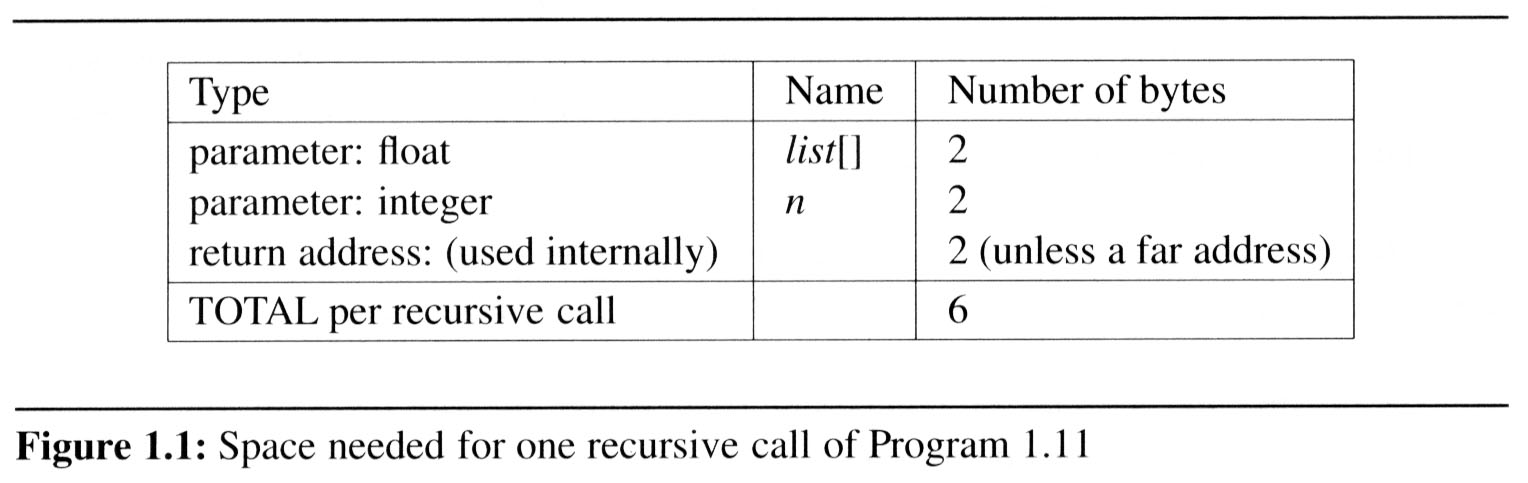 Type Name Number of bytes
parameter: float list[] 2
parameter: integer n 2
return address: (used internally) 2 (unless a far address)
TOTAL per recursive call 6
Figure 1.1: Space needed for one recursive call of Program 1.11